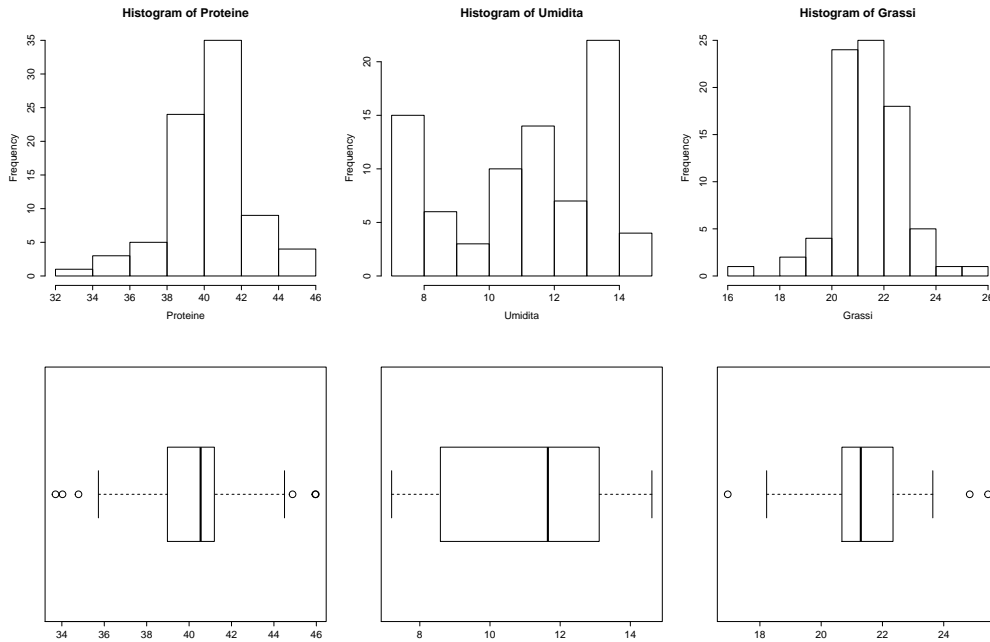 Histogram of Proteine
Frequency
0 5 10 15 20 25 30 35
32 34 36 38 40 42 44 46
Proteine
Histogram of Umidita
Frequency
0 5 10 15 20
8 10 12 14
Umidita
Histogram of Grassi
Frequency
0 5 10 15 20 25
16 18 20 22 24 26
Grassi
34 36 38 40 42 44 46
8 10 12 14
18 20 22 24